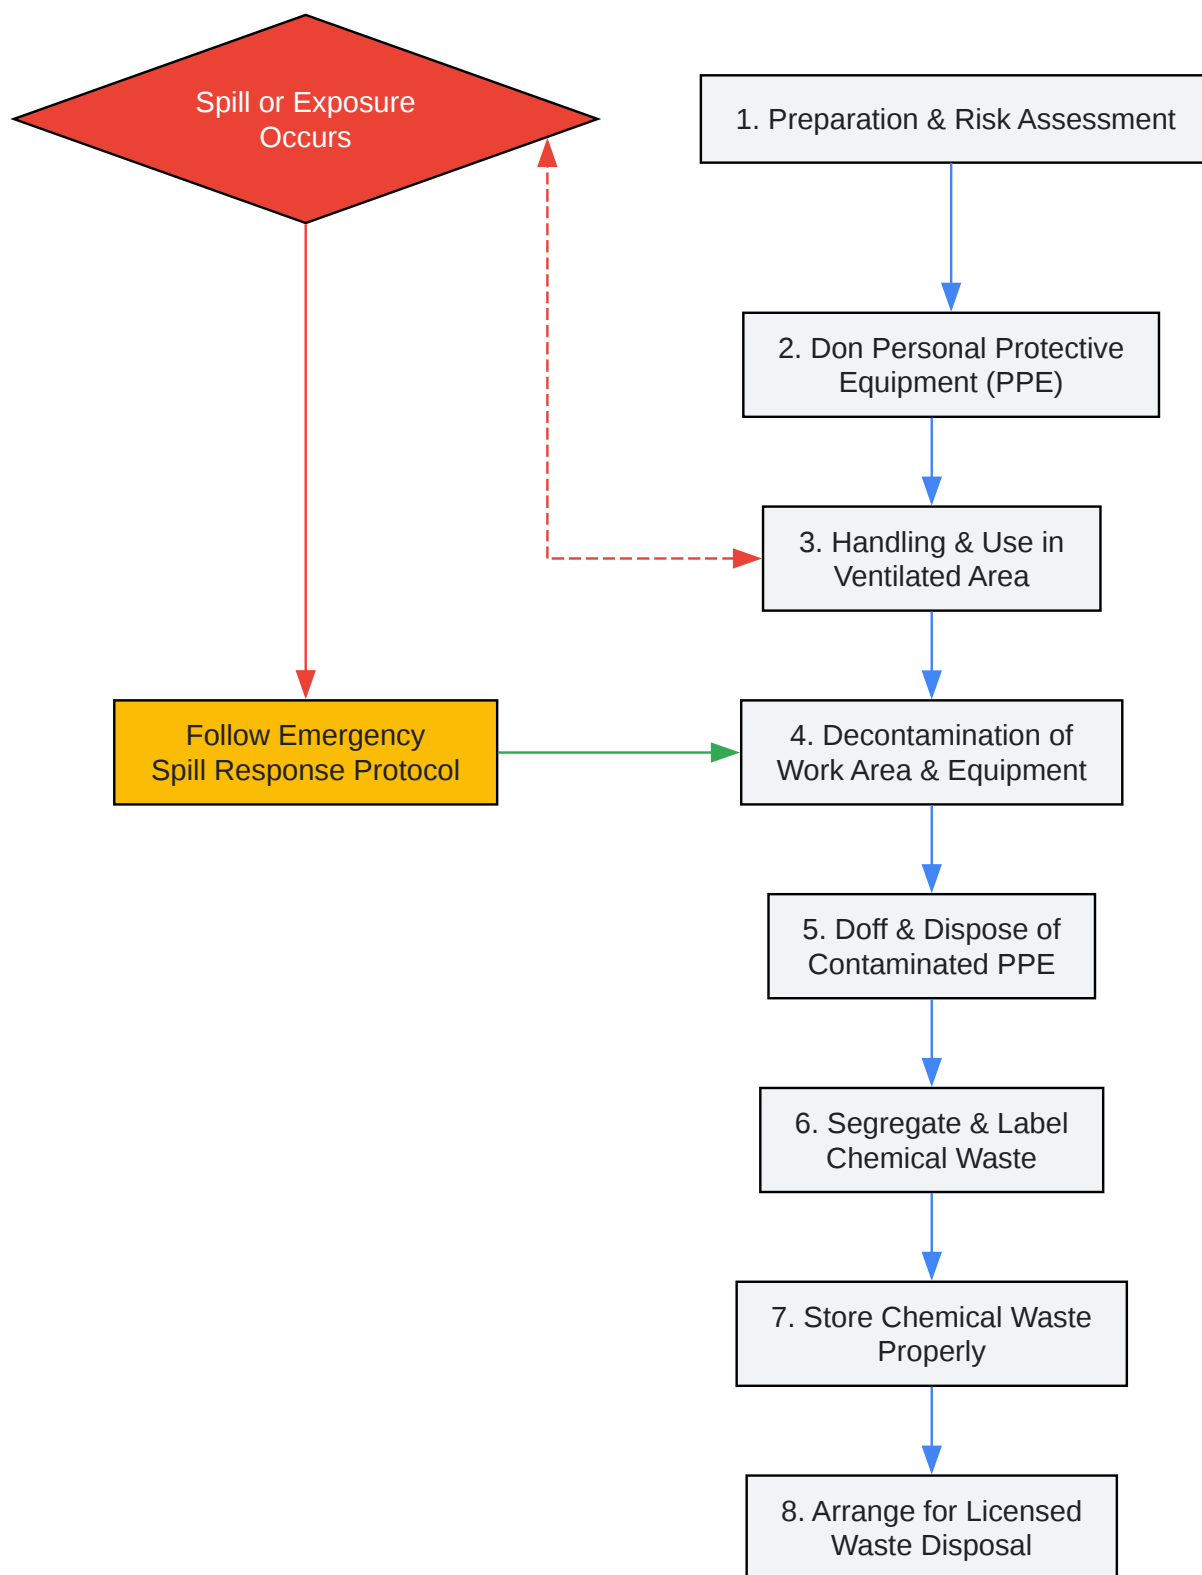 Spill or Exposure
Occurs
1. Preparation & Risk Assessment
2. Don Personal Protective
Equipment (PPE)
3. Handling & Use in
Ventilated Area
Follow Emergency
Spill Response Protocol
4. Decontamination of
Work Area & Equipment
5. Doff & Dispose of
Contaminated PPE
6. Segregate & Label
Chemical Waste
7. Store Chemical Waste
Properly
8. Arrange for Licensed
Waste Disposal